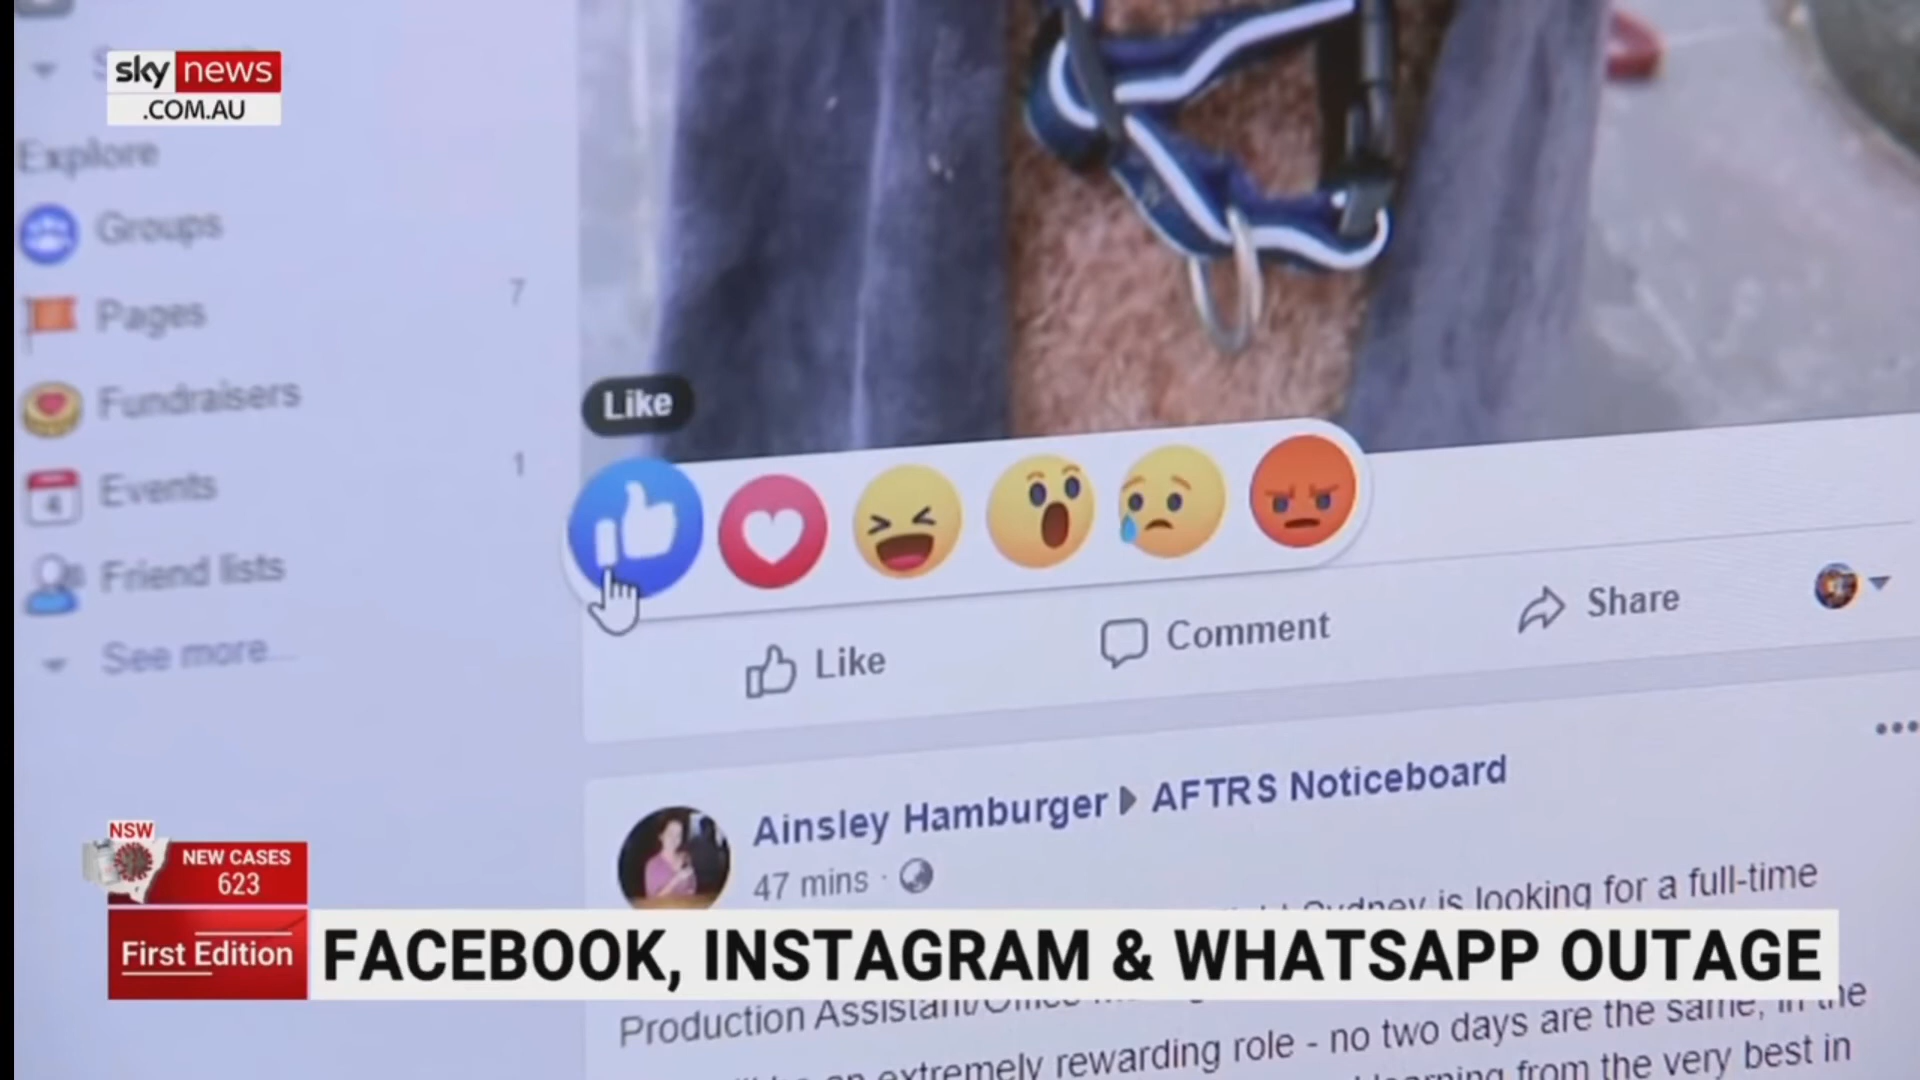 sky news
.COM.AU
Explore
Groups
Pages
7
Fundraisers
Events
1
Friend lists
See more...
Like
Like
Comment
Share
Ainsley Hamburger ▸ AFTRS Noticeboard
47 mins ·
Sydney is looking for a full-time
NSW
NEW CASES
623
First Edition
FACEBOOK, INSTAGRAM & WHATSAPP OUTAGE
Production
extremely rewarding role - no two days are the same, in the
from the very best in